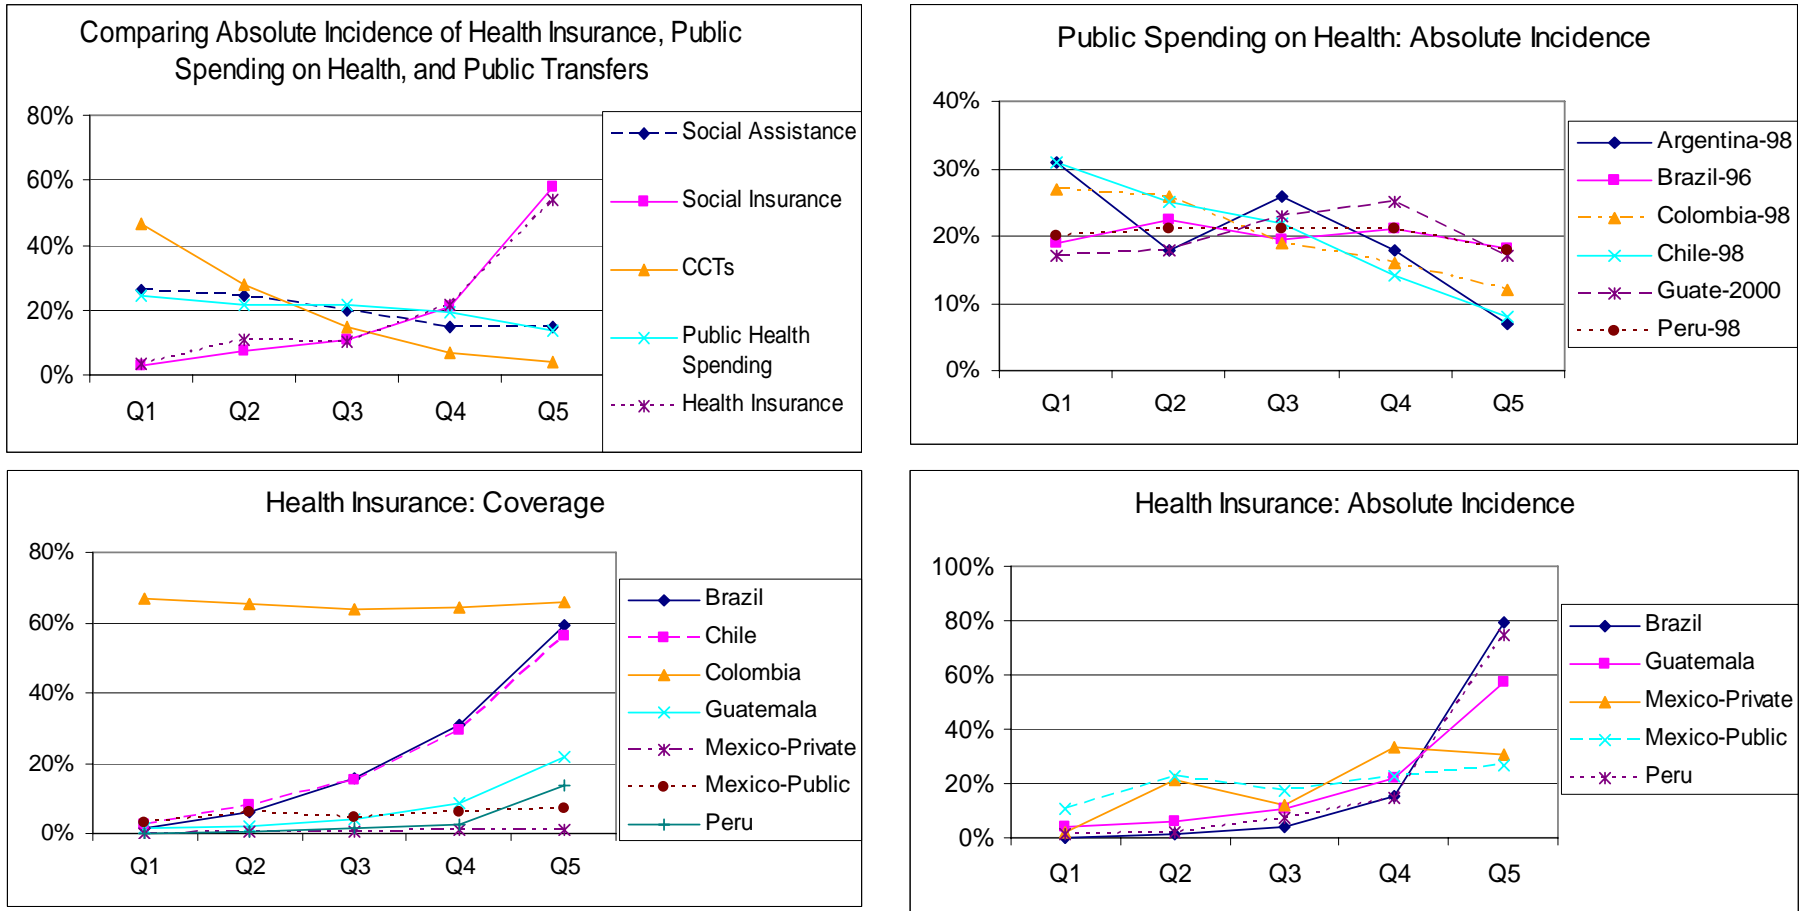 Comparing Absolute Incidence of Health Insurance, Public
Spending on Health, and Public Transfers
80%
60%
40%
20%
0%
Q1 Q2 Q3 Q4 Q5
Social Assistance
Social Insurance
CCTs
Public Health
Spending
Health Insurance
Public Spending on Health: Absolute Incidence
40%
30%
20%
10%
0%
Q1 Q2 Q3 Q4 Q5
Argentina-98
Brazil-96
Colombia-98
Chile-98
Guate-2000
Peru-98
Health Insurance: Coverage
80%
60%
40%
20%
0%
Q1 Q2 Q3 Q4 Q5
Brazil
Chile
Colombia
Guatemala
Mexico-Private
Mexico-Public
Peru
Health Insurance: Absolute Incidence
100%
80%
60%
40%
20%
0%
Q1 Q2 Q3 Q4 Q5
Brazil
Guatemala
Mexico-Private
Mexico-Public
Peru